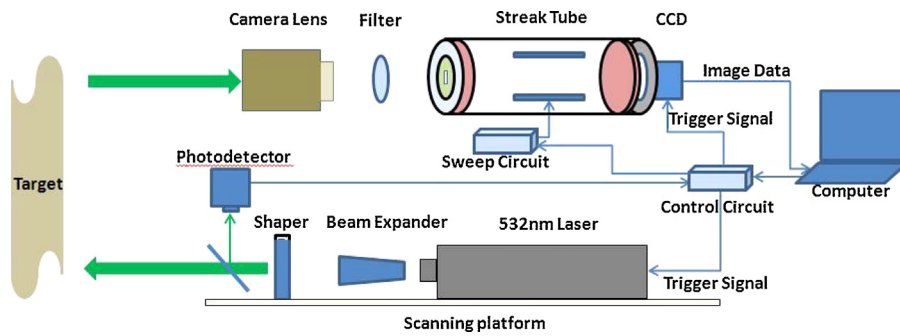 Camera Lens
Filter
Streak Tube
CCD
Image Data
Trigger Signal
Sweep Circuit
Photodetector
Target
Computer
Control Circuit
Shaper
Beam Expander
532nm Laser
Trigger Signal
Scanning platform